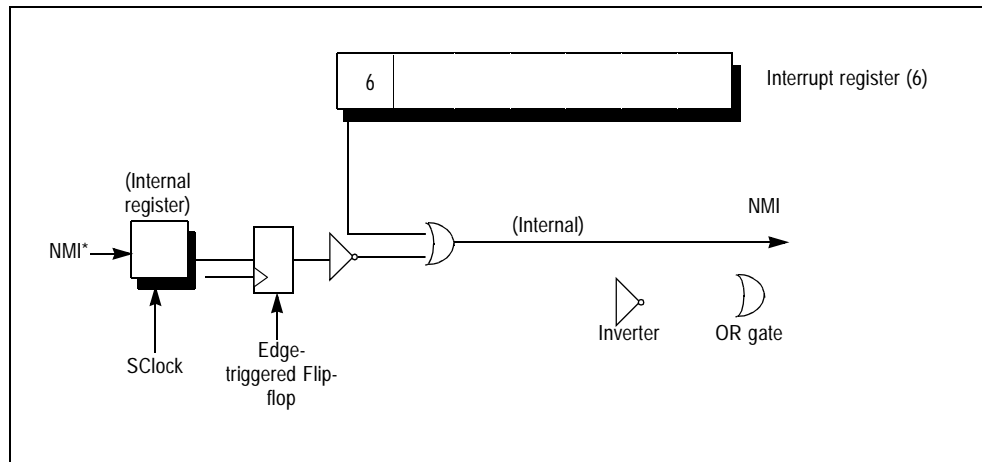 6
Interrupt register (6)
(Internal
register)
NMI*
SClock
Edge-
triggered Flip-
flop
(Internal)
NMI
Inverter
OR gate